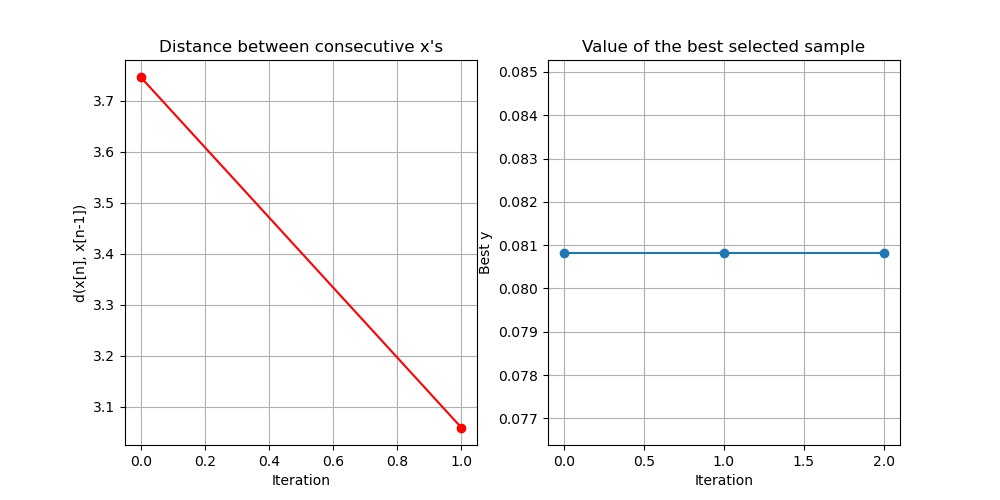 Distance between consecutive x's
3.7
3.6
3.5
3.4
3.3
3.2
3.1
d(x[n], x[n-1])
0.0 0.2 0.4 0.6 0.8 1.0
Iteration
Value of the best selected sample
0.085
0.084
0.083
0.082
0.081
0.080
0.079
0.078
0.077
Best y
0.0 0.5 1.0 1.5 2.0
Iteration